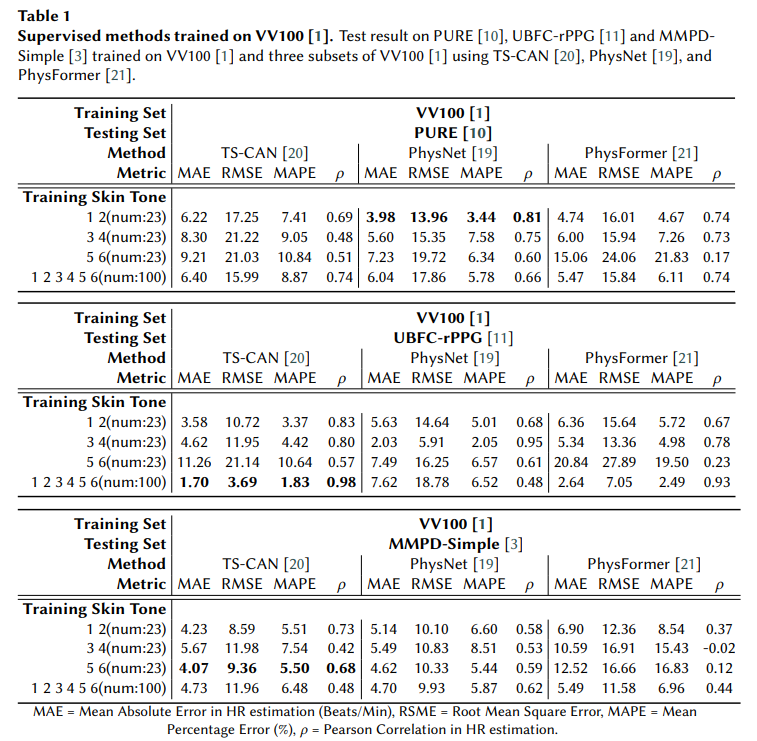 Table 1
Supervised methods trained on VV100 [1]. Test result on PURE [10], UBFC-rPPG [11] and MMPD-
Simple [3] trained on VV100 [1] and three subsets of VV100 [1] using TS-CAN [20], PhysNet [19], and
PhysFormer [21].
Training Set VV100 [1]
Testing Set PURE [10]
Method TS-CAN [20] PhysNet [19] PhysFormer [21]
Metric MAE RMSE MAPE ρ MAE RMSE MAPE ρ MAE RMSE MAPE ρ
Training Skin Tone
1 2(num:23) 6.22 17.25 7.41 0.69 3.98 13.96 3.44 0.81 4.74 16.01 4.67 0.74
3 4(num:23) 8.30 21.22 9.05 0.48 5.60 15.35 7.58 0.75 6.00 15.94 7.26 0.73
5 6(num:23) 9.21 21.03 10.84 0.51 7.23 19.72 6.34 0.60 15.06 24.06 21.83 0.17
1 2 3 4 5 6(num:100) 6.40 15.99 8.87 0.74 6.04 17.86 5.78 0.66 5.47 15.84 6.11 0.74
Training Set VV100 [1]
Testing Set UBFC-rPPG [11]
Method TS-CAN [20] PhysNet [19] PhysFormer [21]
Metric MAE RMSE MAPE ρ MAE RMSE MAPE ρ MAE RMSE MAPE ρ
Training Skin Tone
1 2(num:23) 3.58 10.72 3.37 0.83 5.63 14.64 5.01 0.68 6.36 15.64 5.72 0.67
3 4(num:23) 4.62 11.95 4.42 0.80 2.03 5.91 2.05 0.95 5.34 13.36 4.98 0.78
5 6(num:23) 11.26 21.14 10.64 0.57 7.49 16.25 6.57 0.61 20.84 27.89 19.50 0.23
1 2 3 4 5 6(num:100) 1.70 3.69 1.83 0.98 7.62 18.78 6.52 0.48 2.64 7.05 2.49 0.93
Training Set VV100 [1]
Testing Set MMPD-Simple [3]
Method TS-CAN [20] PhysNet [19] PhysFormer [21]
Metric MAE RMSE MAPE ρ MAE RMSE MAPE ρ MAE RMSE MAPE ρ
Training Skin Tone
1 2(num:23) 4.23 8.59 5.51 0.73 5.14 10.10 6.60 0.58 6.90 12.36 8.54 0.37
3 4(num:23) 5.67 11.98 7.54 0.42 5.49 10.83 8.51 0.53 10.59 16.91 15.43 -0.02
5 6(num:23) 4.07 9.36 5.50 0.68 4.62 10.33 5.44 0.59 12.52 16.66 16.83 0.12
1 2 3 4 5 6(num:100) 4.73 11.96 6.48 0.48 4.70 9.93 5.87 0.62 5.49 11.58 6.96 0.44
MAE = Mean Absolute Error in HR estimation (Beats/Min), RSME = Root Mean Square Error, MAPE = Mean
Percentage Error (%), ρ = Pearson Correlation in HR estimation.